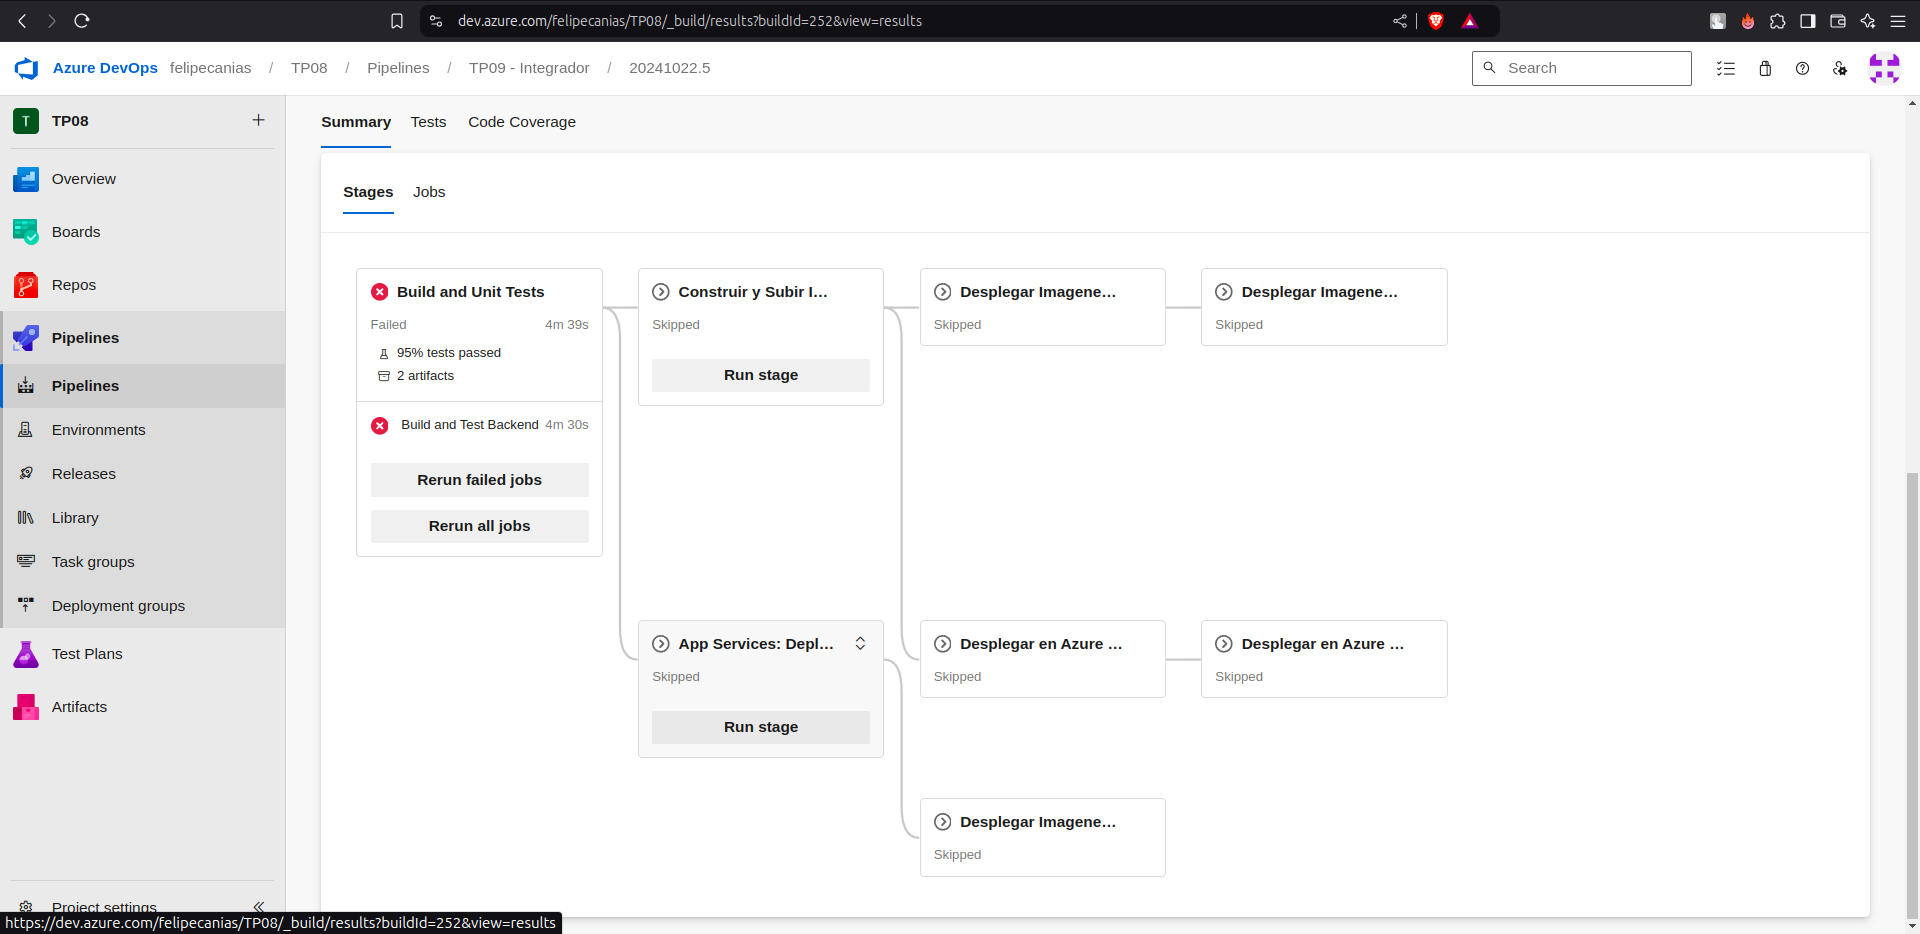 dev.azure.com/felipecanias/TP08/_build/results?buildId=252&view=results
Azure DevOps felipecanias / TP08 / Pipelines / TP09 - Integrador / 20241022.5
Search
T TP08
Overview
Boards
Repos
Pipelines
Pipelines
Environments
Releases
Library
Task groups
Deployment groups
Test Plans
Artifacts
Project settings
https://dev.azure.com/felipecanias/TP08/_build/results?buildId=252&view=results
Summary Tests Code Coverage
Stages Jobs
Build and Unit Tests
Failed 4m 39s
95% tests passed
2 artifacts
Build and Test Backend 4m 30s
Rerun failed jobs
Rerun all jobs
Construir y Subir I...
Skipped
Run stage
Desplegar Imagene...
Skipped
Desplegar Imagene...
Skipped
App Services: Depl...
Skipped
Run stage
Desplegar en Azure ...
Skipped
Desplegar en Azure ...
Skipped
Desplegar Imagene...
Skipped